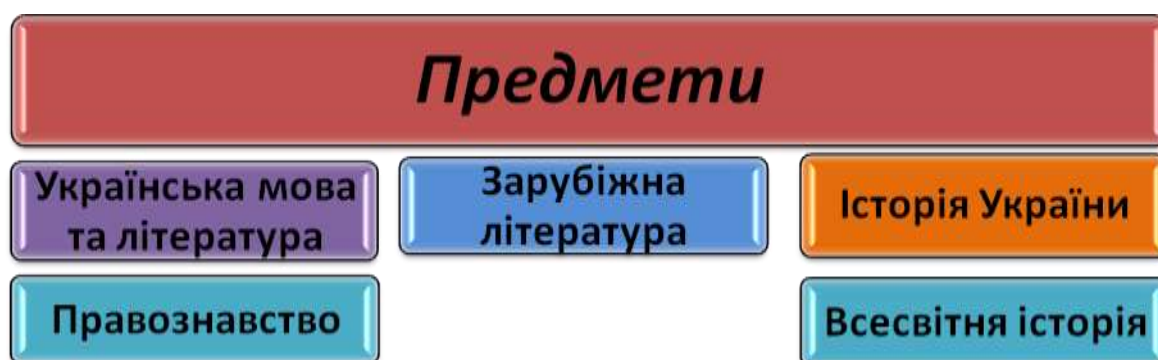 Предмети
Українська мова
та література
Зарубіжна
література
Історія України
Правознавство
Всесвітня історія